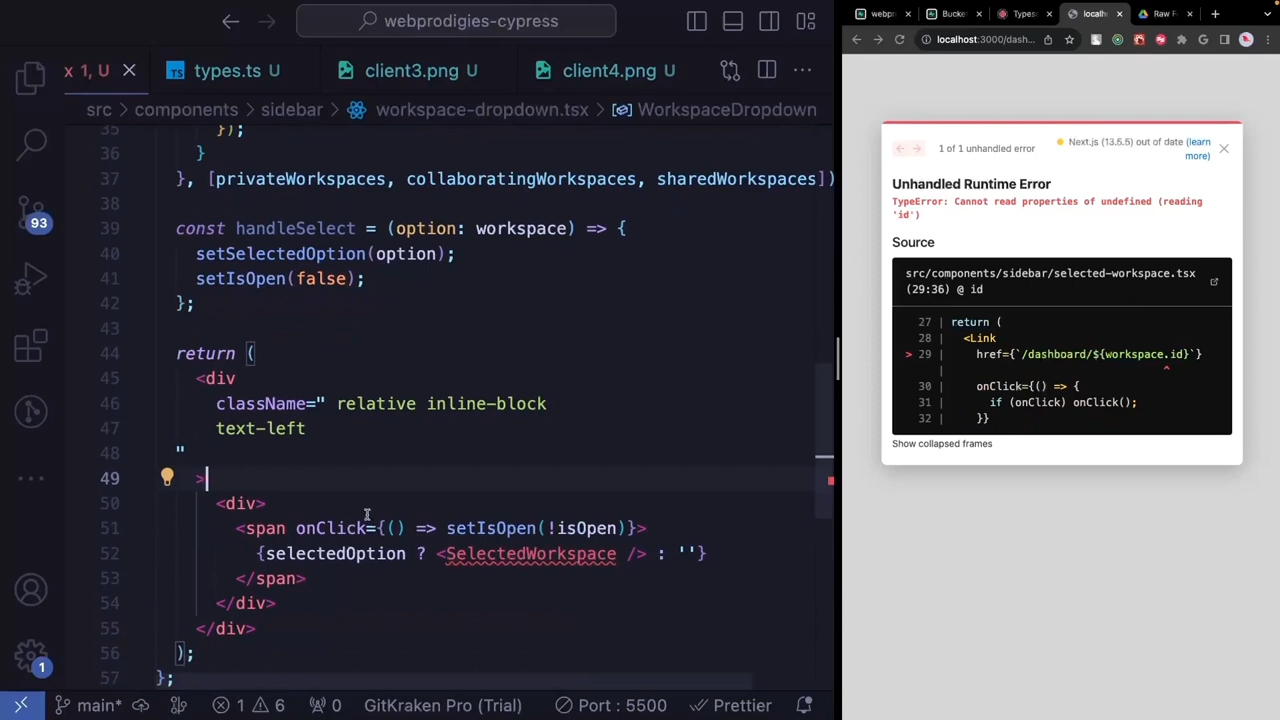 webprodigies-cypress
x 1, U
types.ts U
client3.png U
client4.png U
src > components > sidebar > workspace-dropdown.tsx > WorkspaceDropdown
35 });
36 }
37 }, [privateWorkspaces, collaboratingWorkspaces, sharedWorkspaces])
38
39 const handleSelect = (option: workspace) => {
40 setSelectedOption(option);
41 setIsOpen(false);
42 };
43
44 return (
45 <div
46 className=" relative inline-block
47 text-left
48 "
49 >
50 <div>
51 <span onClick={() => setIsOpen(!isOpen)}>
52 {selectedOption ? <SelectedWorkspace /> : ''}
53 </span>
54 </div>
55 </div>
56 );
57 };
93
1
main*
1 6
0
GitKraken Pro (Trial)
Port : 5500
Prettier
webpr
Bucket
Types
localh
Raw F
localhost:3000/dash...
1 of 1 unhandled error
Next.js (13.5.5) out of date (learn
more)
Unhandled Runtime Error
TypeError: Cannot read properties of undefined (reading
'id')
Source
src/components/sidebar/selected-workspace.tsx
(29:36) @ id
27 | return (
28 | <Link
> 29 | href={`/dashboard/${workspace.id}`}
| ^
30 | onClick={() => {
31 | if (onClick) onClick();
32 | }}
Show collapsed frames